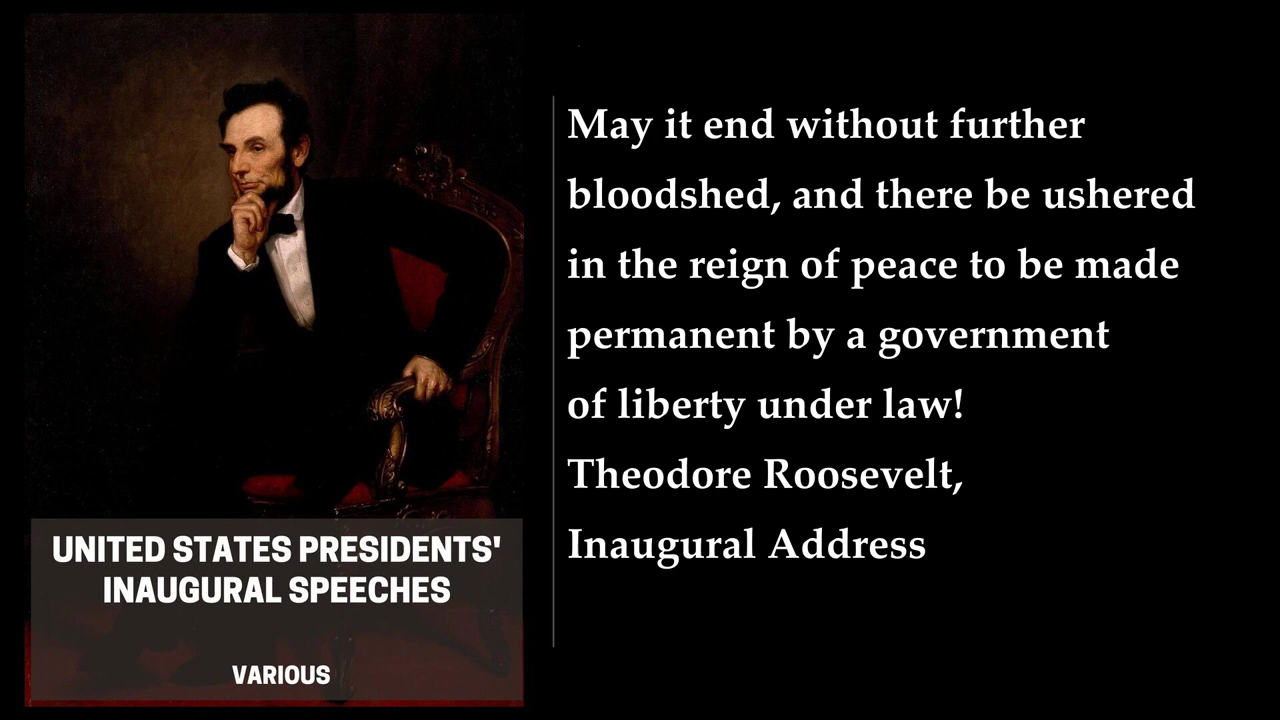 UNITED STATES PRESIDENTS'
INAUGURAL SPEECHES
VARIOUS
May it end without further
bloodshed, and there be ushered
in the reign of peace to be made
permanent by a government
of liberty under law!
Theodore Roosevelt,
Inaugural Address